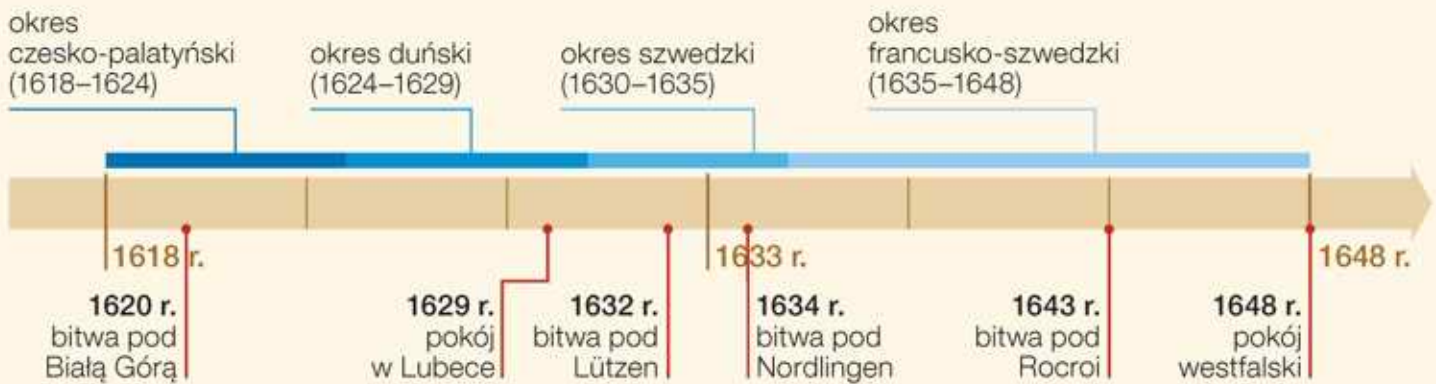 okres
czesko-palatyński
(1618–1624)
okres duński
(1624–1629)
okres szwedzki
(1630–1635)
okres
francusko-szwedzki
(1635–1648)
1618 r.
1633 r.
1648 r.
1620 r.
bitwa pod
Białą Górą
1629 r.
pokój
w Lubece
1632 r.
bitwa pod
Lützen
1634 r.
bitwa pod
Nordlingen
1643 r.
bitwa pod
Rocroi
1648 r.
pokój
westfalski